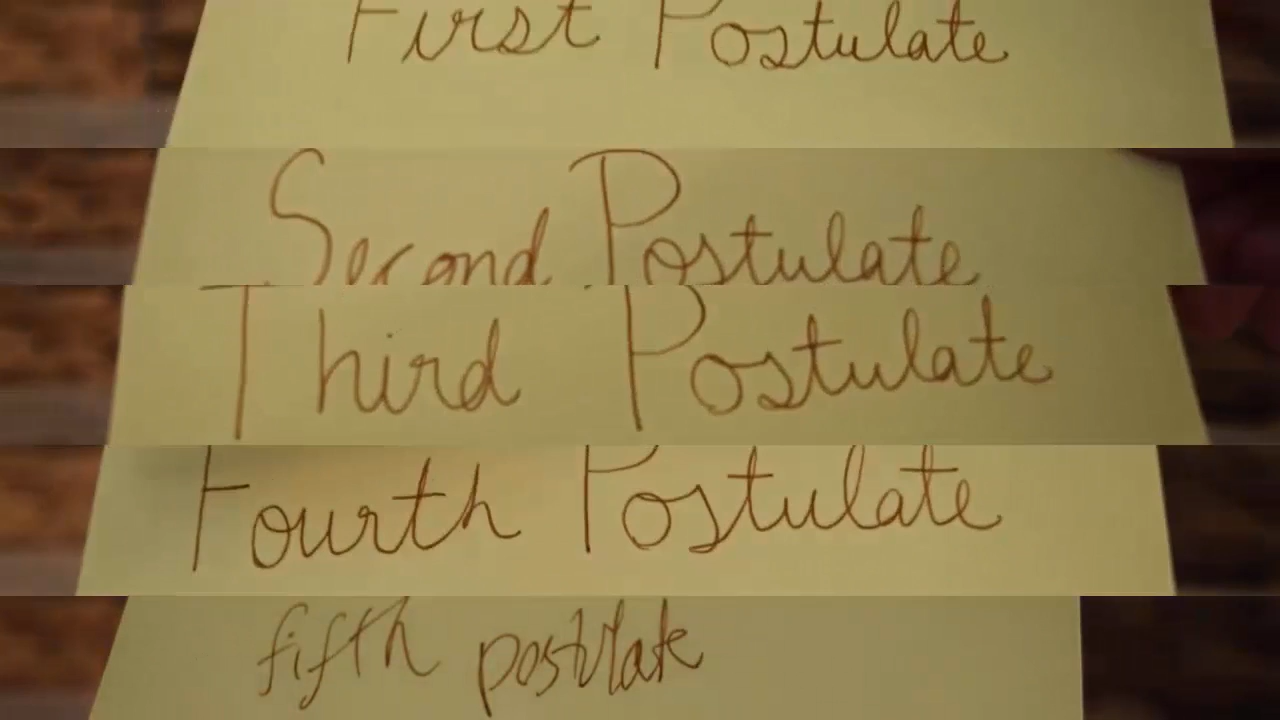 First Postulate
Second Postulate
Third Postulate
Fourth Postulate
fifth postulate